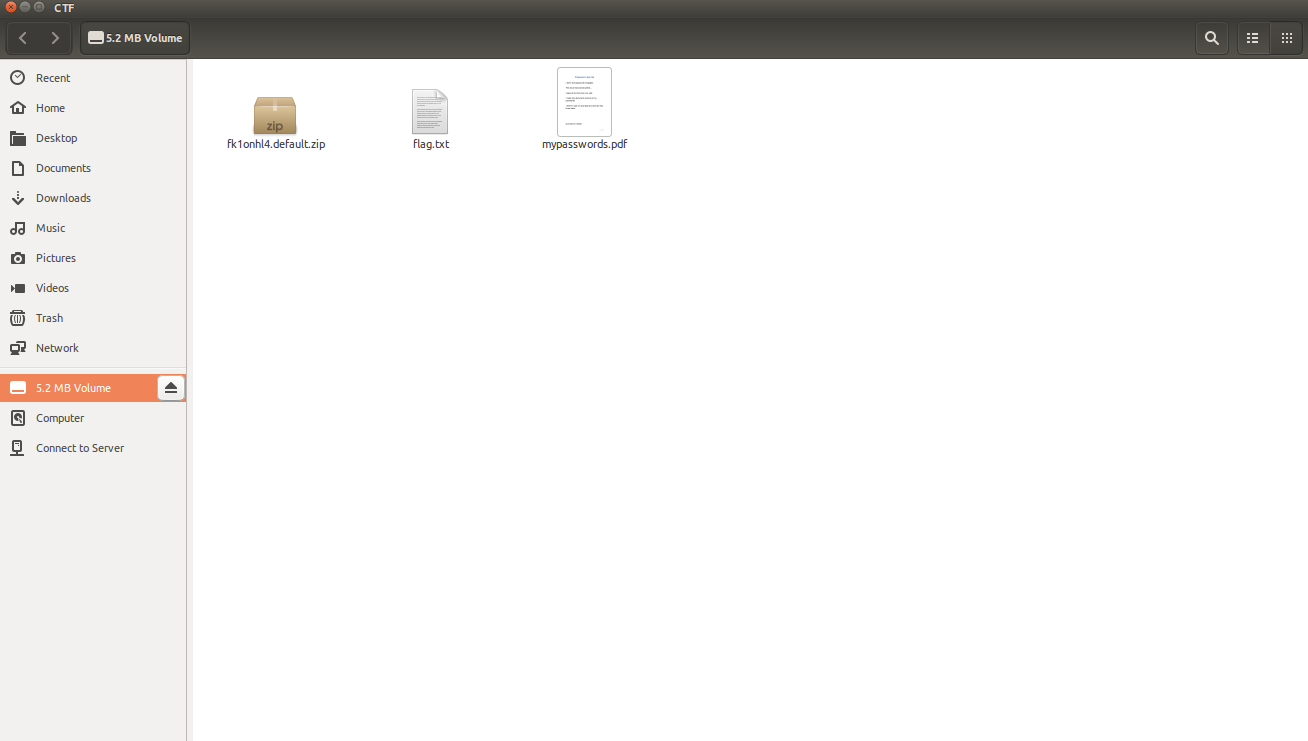 CTF
5.2 MB Volume
Recent
Home
Desktop
Documents
Downloads
Music
Pictures
Videos
Trash
Network
5.2 MB Volume
Computer
Connect to Server
zip
fk1onhl4.default.zip
flag.txt
mypasswords.pdf